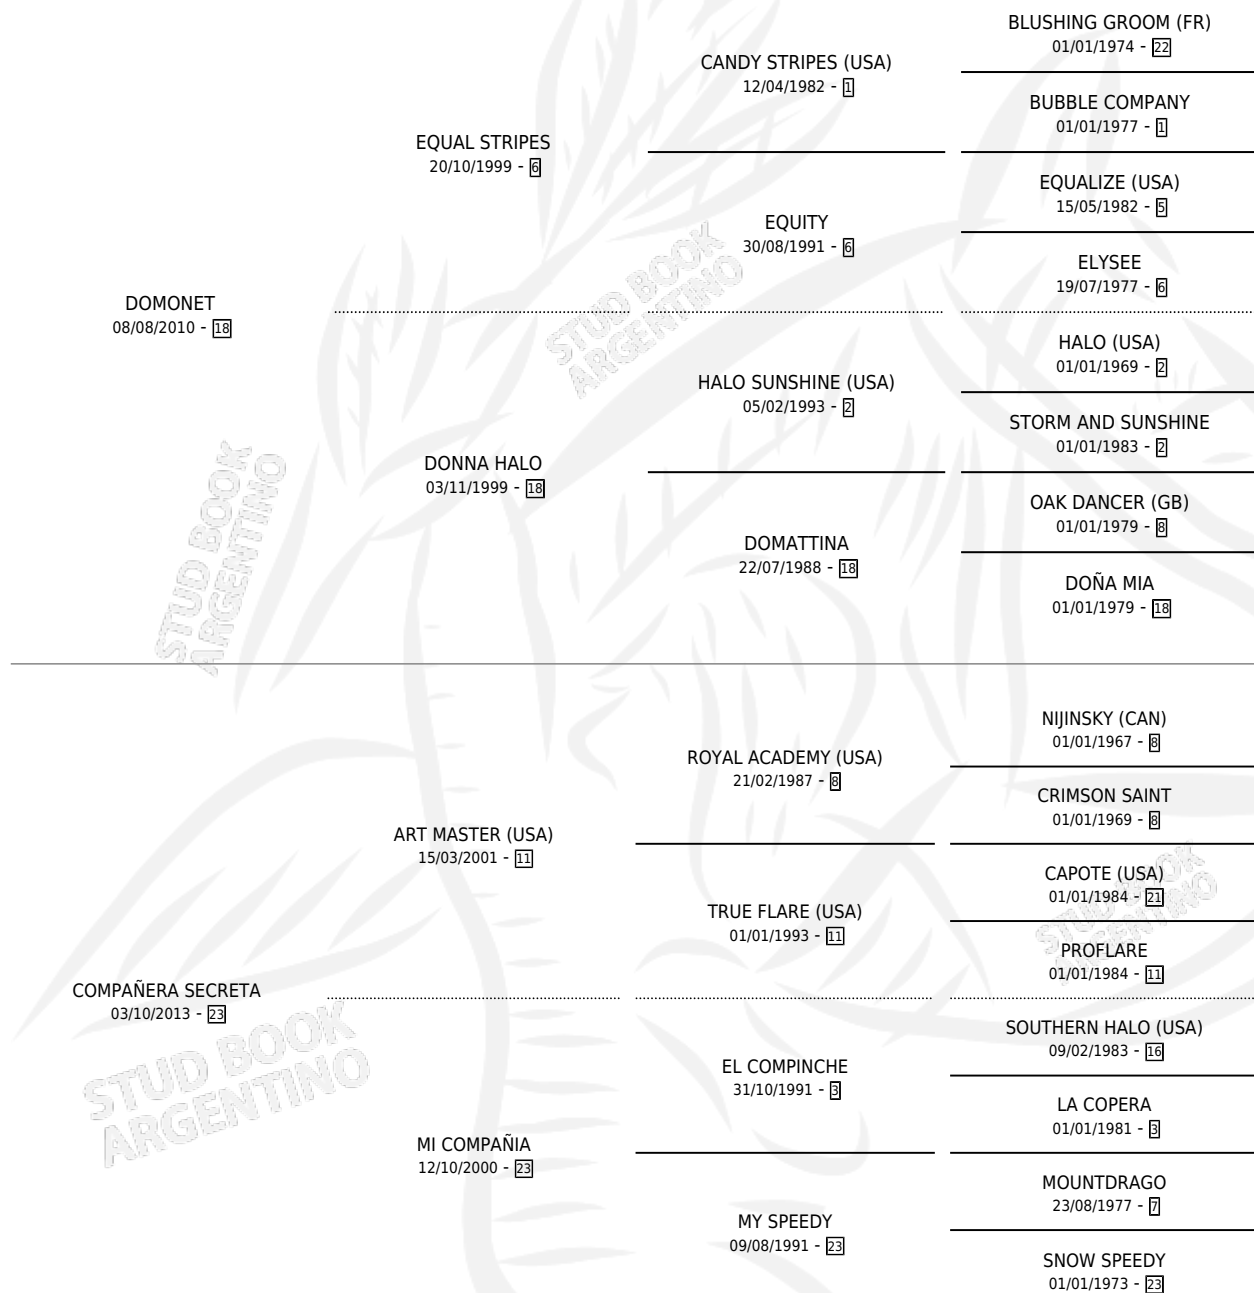 BLUSHING GROOM (FR)
01/01/1974 - 22
CANDY STRIPES (USA)
12/04/1982 - 1
BUBBLE COMPANY
01/01/1977 - 1
EQUAL STRIPES
20/10/1999 - 6
EQUALIZE (USA)
15/05/1982 - 5
EQUITY
30/08/1991 - 6
ELYSEE
19/07/1977 - 6
DOMONET
08/08/2010 - 18
HALO (USA)
01/01/1969 - 2
HALO SUNSHINE (USA)
05/02/1993 - 2
STORM AND SUNSHINE
01/01/1983 - 2
DONNA HALO
03/11/1999 - 18
OAK DANCER (GB)
01/01/1979 - 8
DOMATTINA
22/07/1988 - 18
DOÑA MIA
01/01/1979 - 18
NIJINSKY (CAN)
01/01/1967 - 8
ROYAL ACADEMY (USA)
21/02/1987 - 8
CRIMSON SAINT
01/01/1969 - 8
ART MASTER (USA)
15/03/2001 - 11
CAPOTE (USA)
01/01/1984 - 21
TRUE FLARE (USA)
01/01/1993 - 11
PROFLARE
01/01/1984 - 11
COMPAÑERA SECRETA
03/10/2013 - 23
SOUTHERN HALO (USA)
09/02/1983 - 16
EL COMPINCHE
31/10/1991 - 3
LA COPERA
01/01/1981 - 3
MI COMPAÑIA
12/10/2000 - 23
MOUNTDRAGO
23/08/1977 - 7
MY SPEEDY
09/08/1991 - 23
SNOW SPEEDY
01/01/1973 - 23
STUD BOOK
ARGENTINO
STUD BOOK
ARGENTINO
STUD BOOK
ARGENTINO
STUD BOOK
ARGENTINO